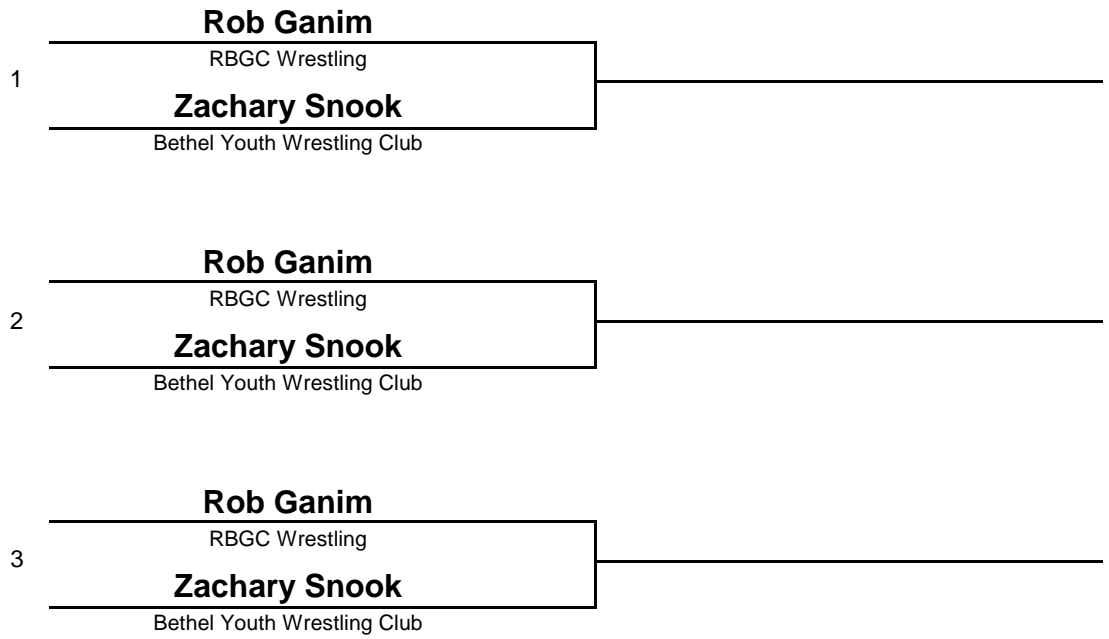 Rob Ganim
RBGC Wrestling
1
Zachary Snook
Bethel Youth Wrestling Club
Rob Ganim
RBGC Wrestling
2
Zachary Snook
Bethel Youth Wrestling Club
Rob Ganim
RBGC Wrestling
3
Zachary Snook
Bethel Youth Wrestling Club